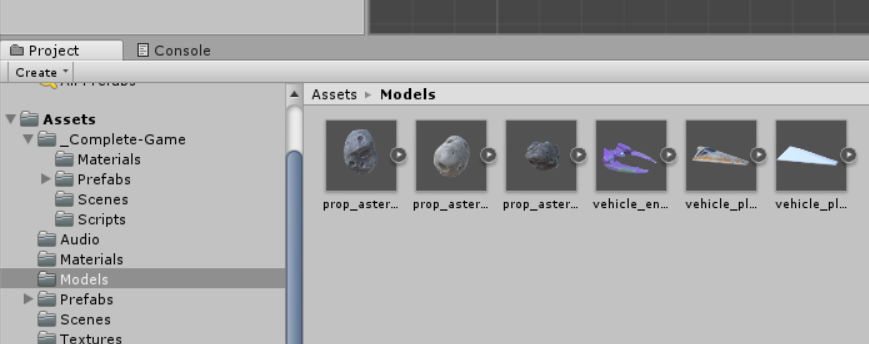 Project Console
Create
All Prefabs
Assets
_Complete-Game
Materials
Prefabs
Scenes
Scripts
Audio
Materials
Models
Prefabs
Scenes
Textures
Assets Models
prop_aster... prop_aster... prop_aster... vehicle_en... vehicle_pl... vehicle_pl...